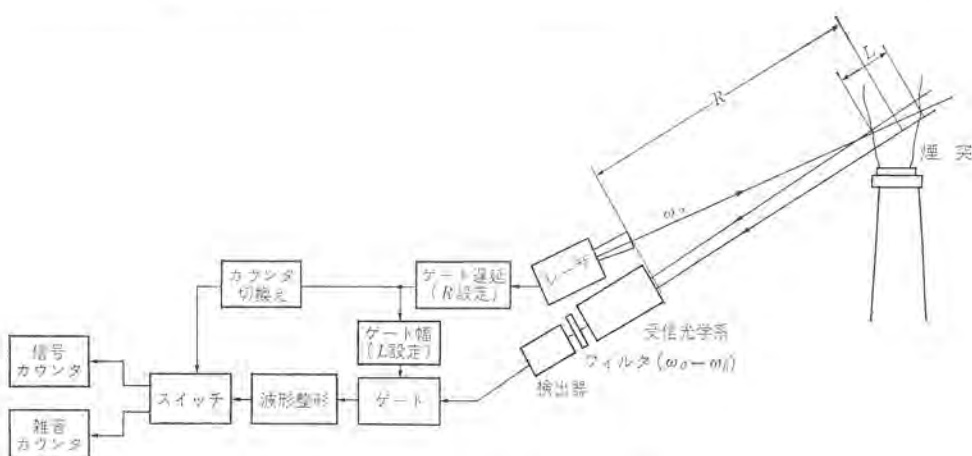 L
R
煙突
ω₀
レーザ
カウンタ
切換え
ゲート遅延
(R設定)
受信光学系
ゲート幅
(L設定)
フィルタ(ω₀−ω_i)
信号
カウンタ
検出器
スイッチ
波形整形
ゲート
雑音
カウンタ